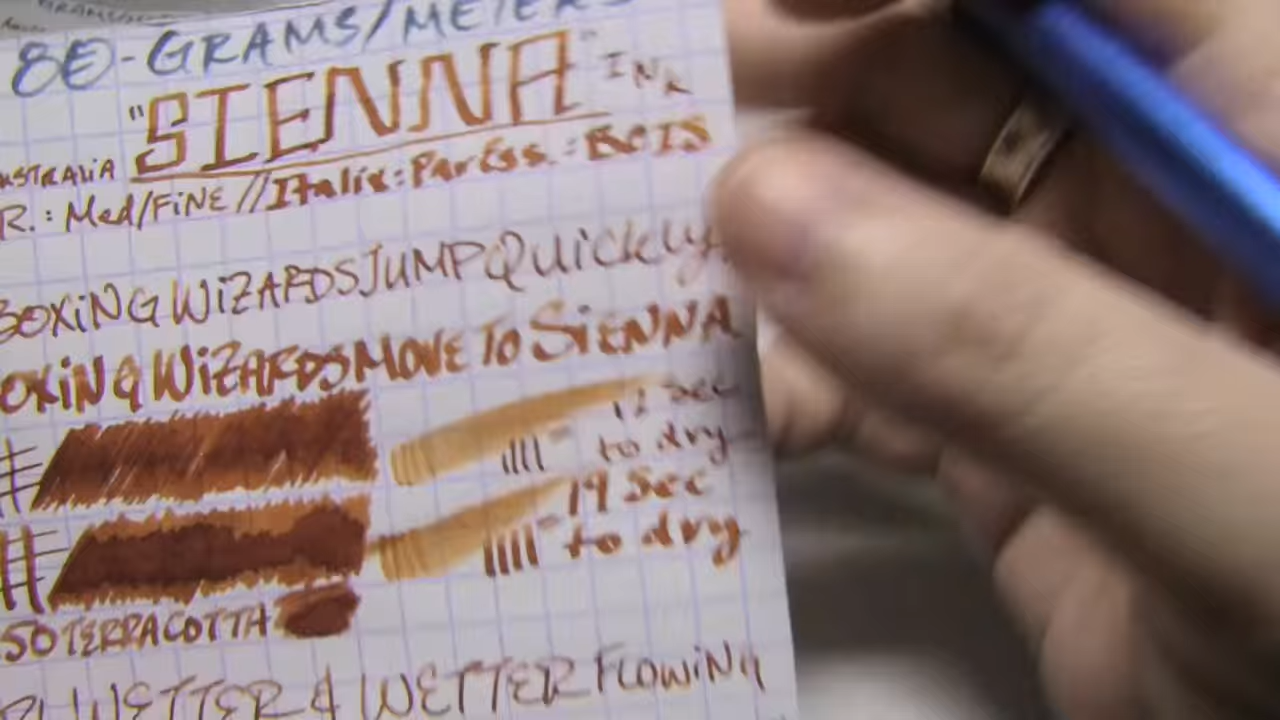 80-GRAMS/METERS
"SIENNA" INK
AUSTRALIA
R.: Med/FiNE // Italix: ParEss.: BCIS
BOXiNG WiZARDS JUMP QuickLy.
BOXiNG WiZARDS MOVE TO SiENNA
12 Sec
to dry
19 Sec
to dry
SO TERRACOTTA
WETTER & WETTER FLOWiNG